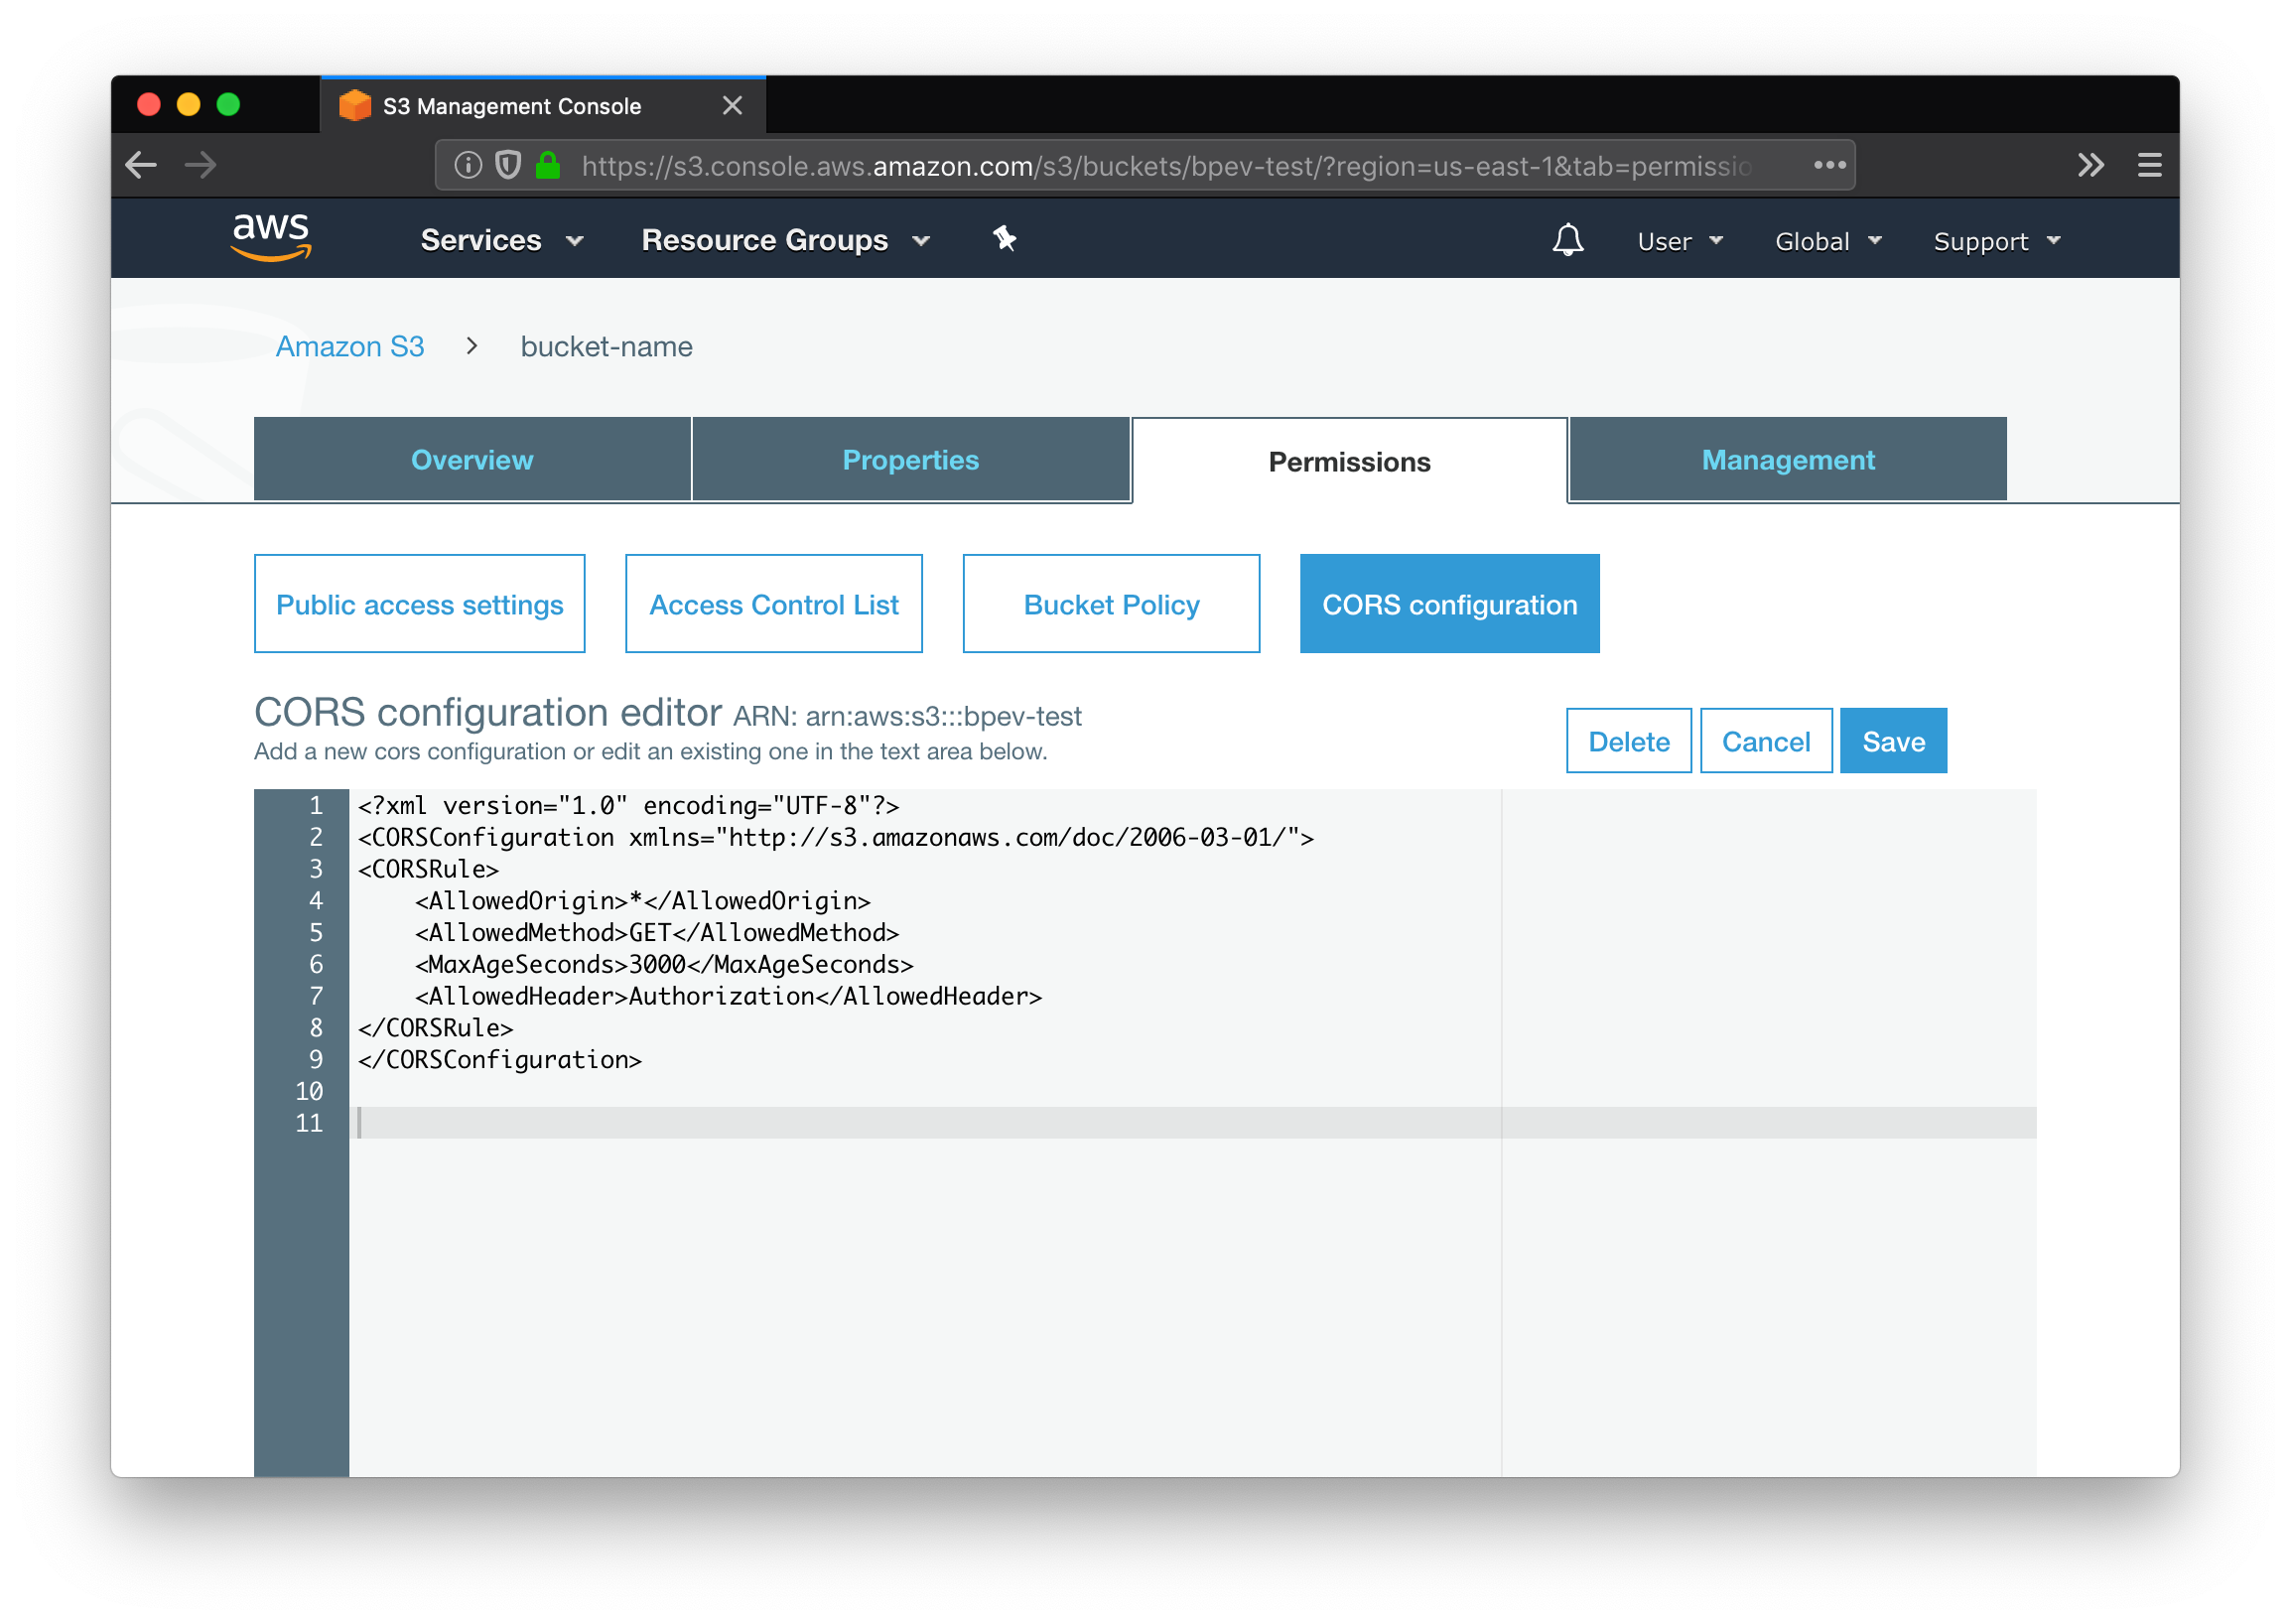 S3 Management Console
https://s3.console.aws.amazon.com/s3/buckets/bpev-test/?region=us-east-1&tab=permissio
aws Services Resource Groups User Global Support
Amazon S3 > bucket-name
Overview Properties Permissions Management
Public access settings Access Control List Bucket Policy CORS configuration
CORS configuration editor ARN: arn:aws:s3:::bpev-test
Add a new cors configuration or edit an existing one in the text area below.
Delete Cancel Save
1 <?xml version="1.0" encoding="UTF-8"?>
2 <CORSConfiguration xmlns="http://s3.amazonaws.com/doc/2006-03-01/">
3 <CORSRule>
4     <AllowedOrigin>*</AllowedOrigin>
5     <AllowedMethod>GET</AllowedMethod>
6     <MaxAgeSeconds>3000</MaxAgeSeconds>
7     <AllowedHeader>Authorization</AllowedHeader>
8 </CORSRule>
9 </CORSConfiguration>
10
11